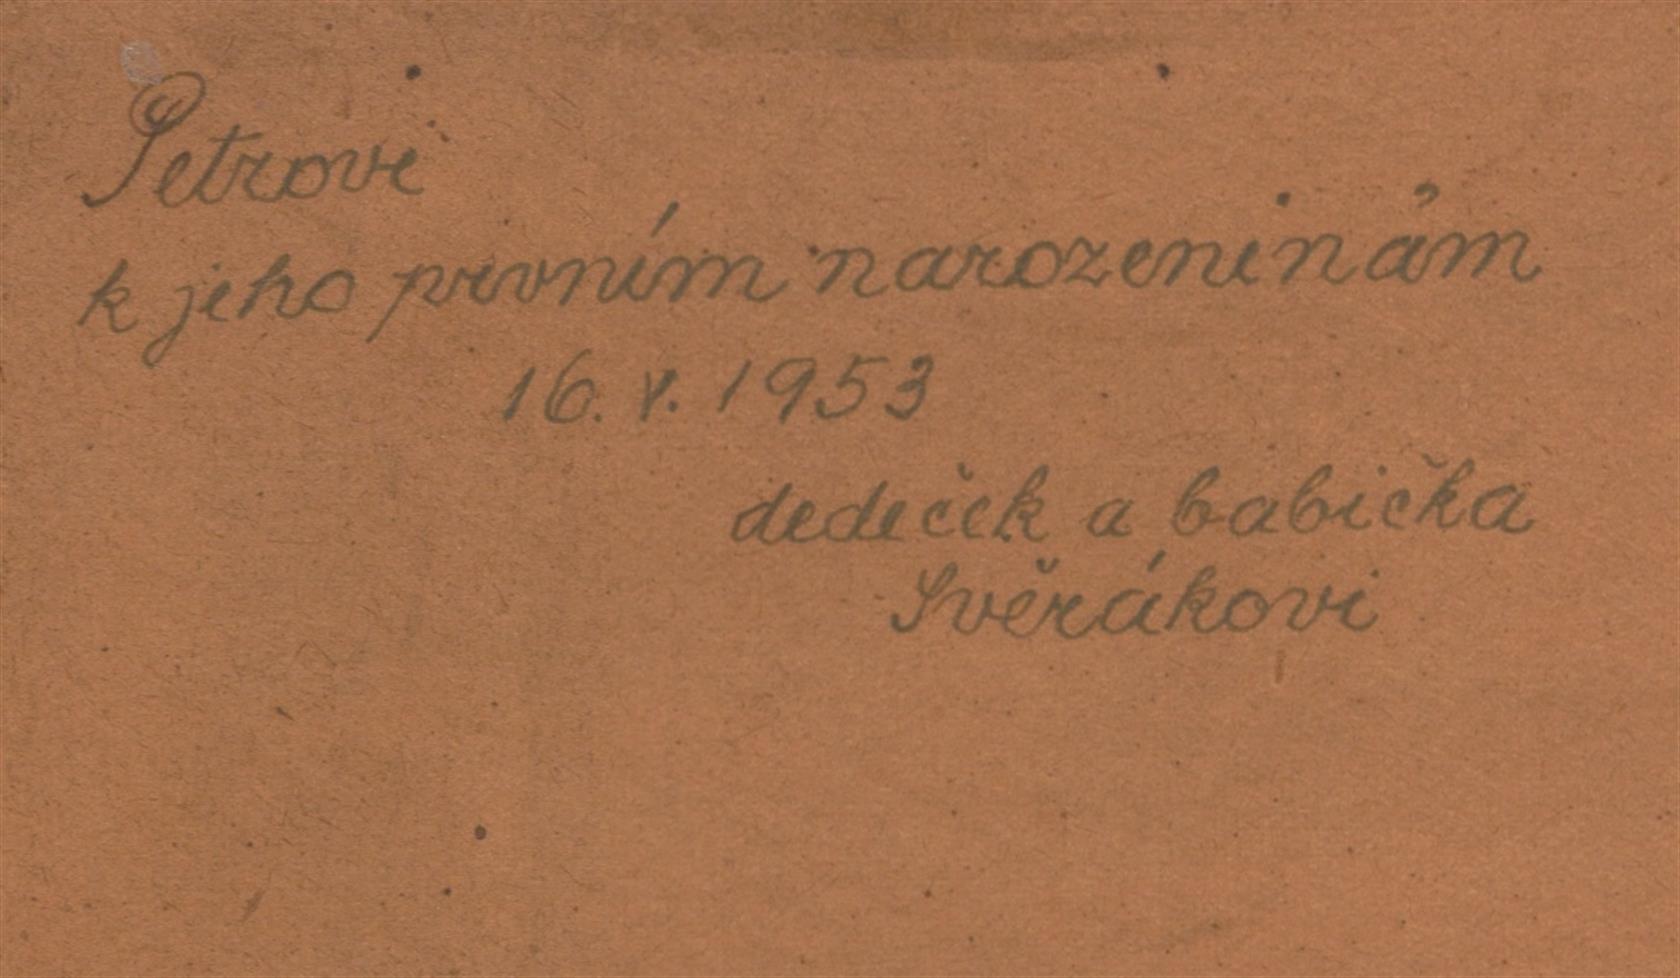 Petrovi
k jeho prvním narozeninám
16. V. 1953
dedeček a babička
Svěrákovi